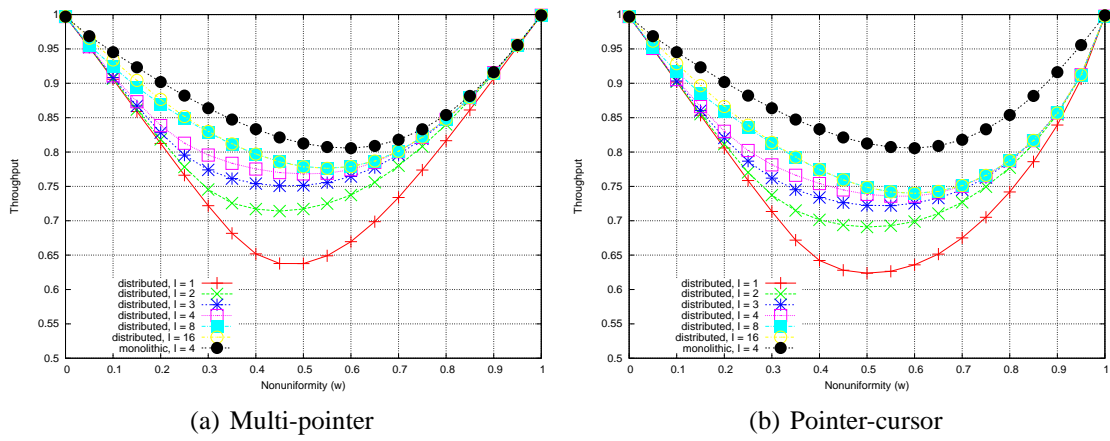 1
0.95
0.9
0.85
0.8
0.75
0.7
0.65
0.6
0.55
0.5
Throughput
distributed, I = 1
distributed, I = 2
distributed, I = 3
distributed, I = 4
distributed, I = 8
distributed, I = 16
monolithic, I = 4
0 0.1 0.2 0.3 0.4 0.5 0.6 0.7 0.8 0.9 1
Nonuniformity (w)
(a) Multi-pointer
1
0.95
0.9
0.85
0.8
0.75
0.7
0.65
0.6
0.55
0.5
Throughput
distributed, I = 1
distributed, I = 2
distributed, I = 3
distributed, I = 4
distributed, I = 8
distributed, I = 16
monolithic, I = 4
0 0.1 0.2 0.3 0.4 0.5 0.6 0.7 0.8 0.9 1
Nonuniformity (w)
(b) Pointer-cursor